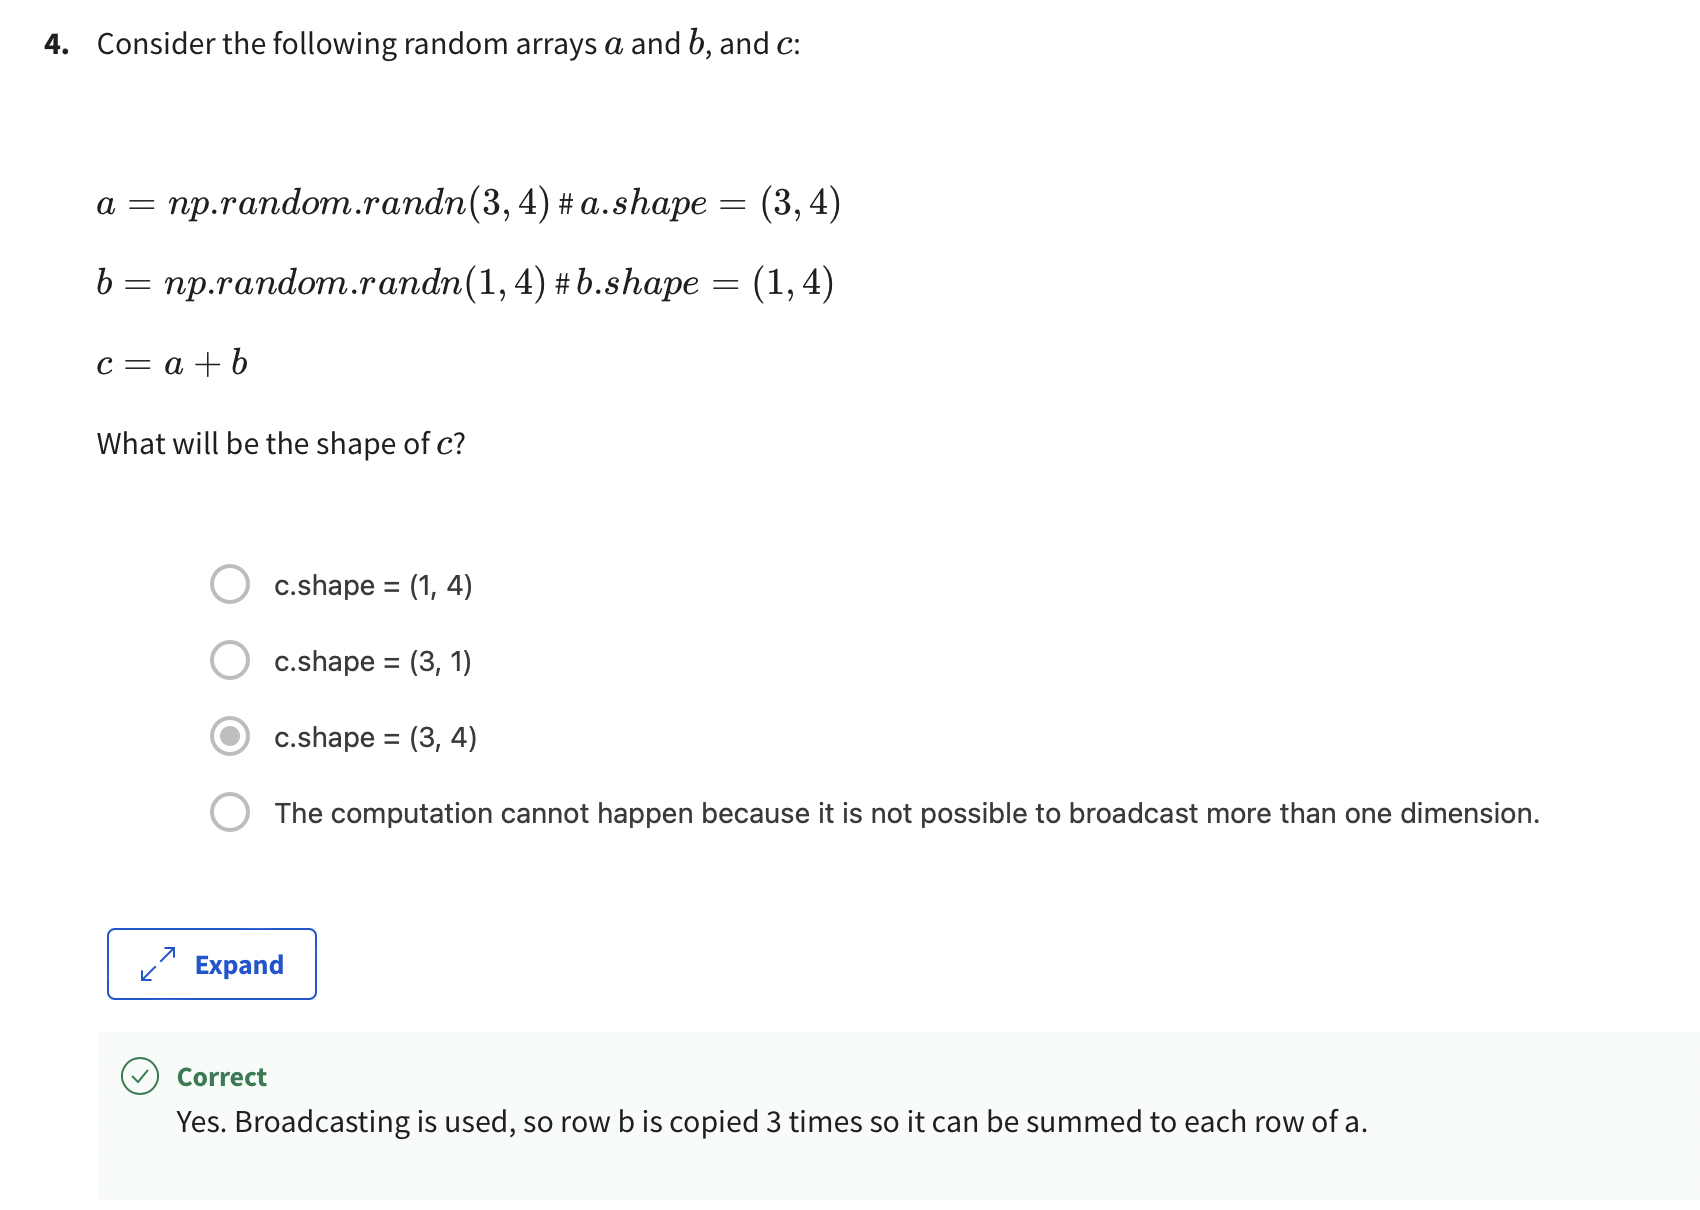 4. Consider the following random arrays a and b, and c:
a = np.random.randn(3, 4) # a.shape = (3, 4)
b = np.random.randn(1, 4) # b.shape = (1, 4)
c = a + b
What will be the shape of c?
c.shape = (1, 4)
c.shape = (3, 1)
c.shape = (3, 4)
The computation cannot happen because it is not possible to broadcast more than one dimension.
Expand
Correct
Yes. Broadcasting is used, so row b is copied 3 times so it can be summed to each row of a.